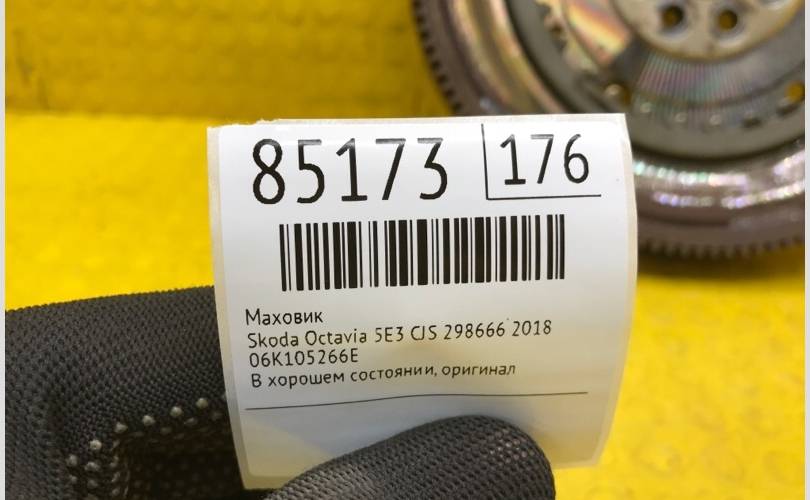 85173 176
Маховик
Skoda Octavia 5E3 CJS 298666 2018
06K105266E
В хорошем состоянии, оригинал